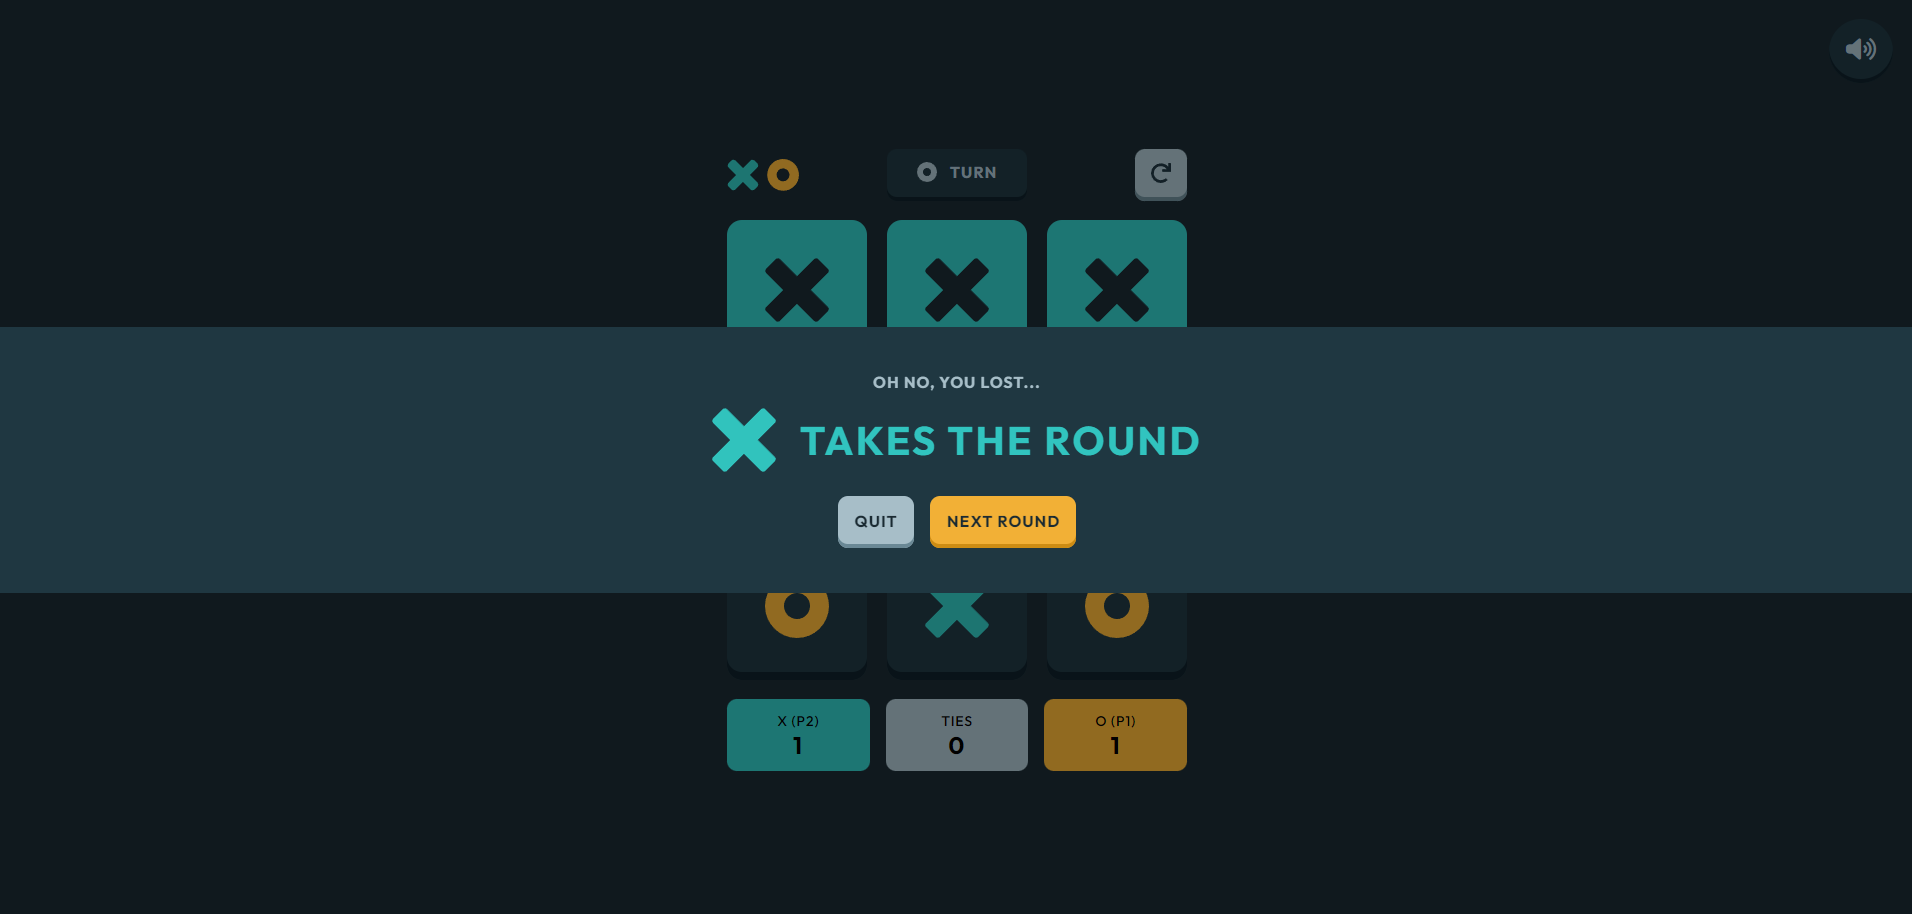 TURN
OH NO, YOU LOST...
TAKES THE ROUND
QUIT
NEXT ROUND
X (P2)
1
TIES
0
O (P1)
1